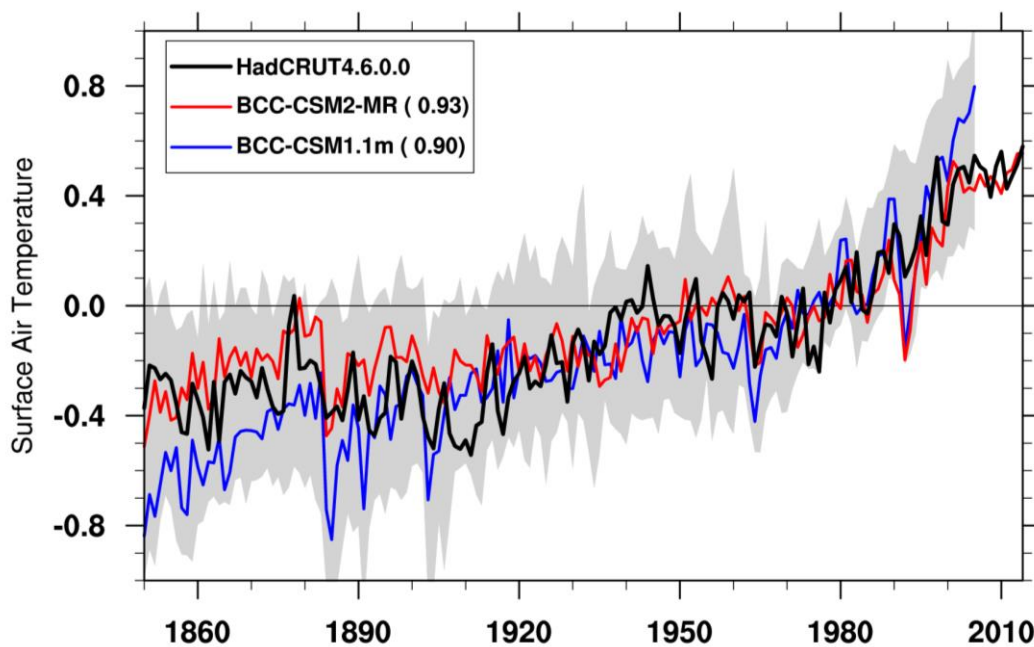 HadCRUT4.6.0.0
BCC-CSM2-MR ( 0.93)
BCC-CSM1.1m ( 0.90)
Surface Air Temperature
0.8
0.4
0.0
-0.4
-0.8
1860 1890 1920 1950 1980 2010